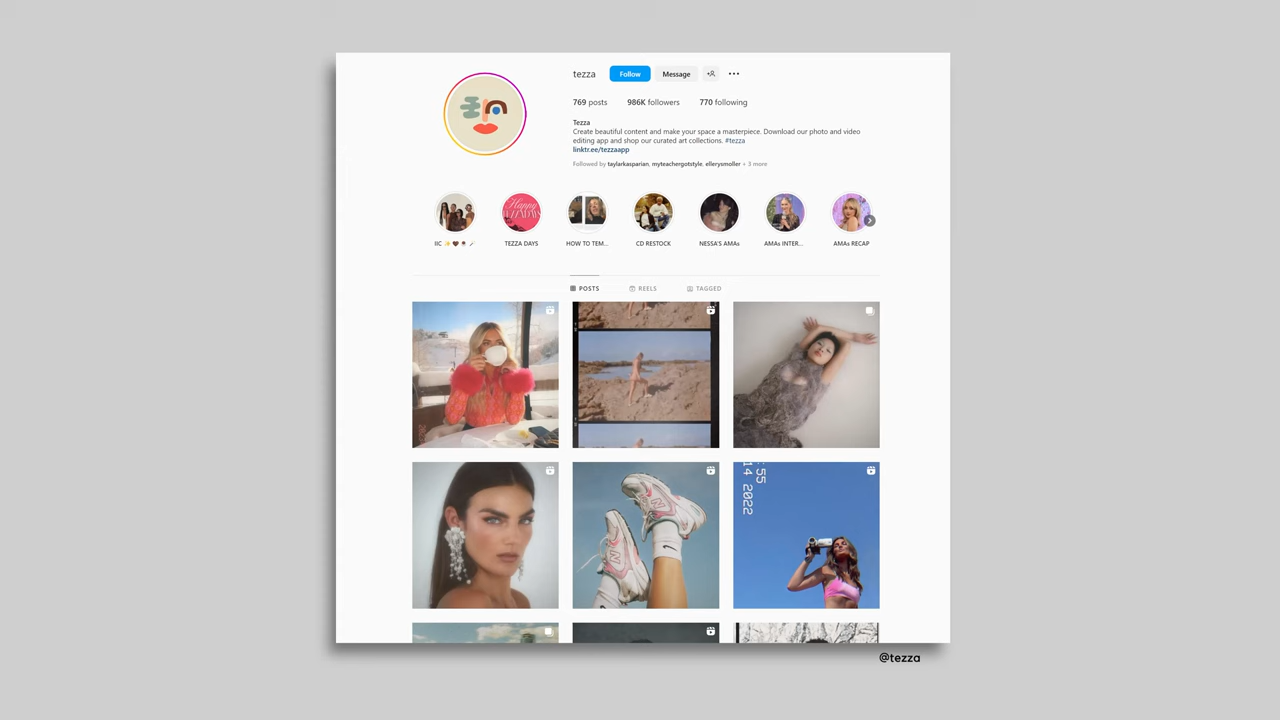 tezza Follow Message
769 posts 986K followers 770 following
Tezza
Create beautiful content and make your space a masterpiece. Download our photo and video
editing app and shop our curated art collections. #tezza
linktr.ee/tezzaapp
Followed by taylarkasparian, myteachergotstyle, ellerysmoller + 3 more
Happy
TEZZADAYS
IIC ✨🤎 TEZZA DAYS HOW TO TEM... CD RESTOCK NESSA'S AMAs AMAs INTER... AMAs RECAP
POSTS REELS TAGGED
:55
14 2022
N N
@tezza